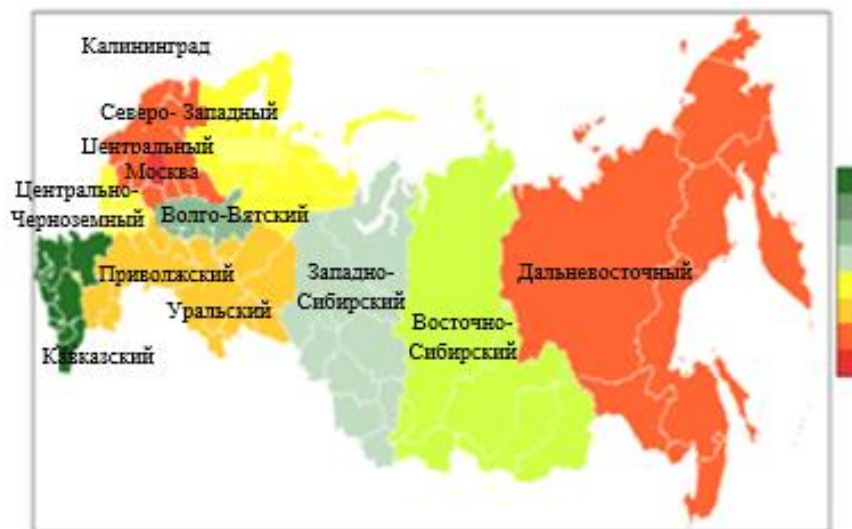 Калининград
Северо- Западный
Центральный
Москва
Центрально-
Черноземный
Волго-Вятский
Приволжский
Уральский
Западно-
Сибирский
Восточно-
Сибирский
Дальневосточный
Кавказский